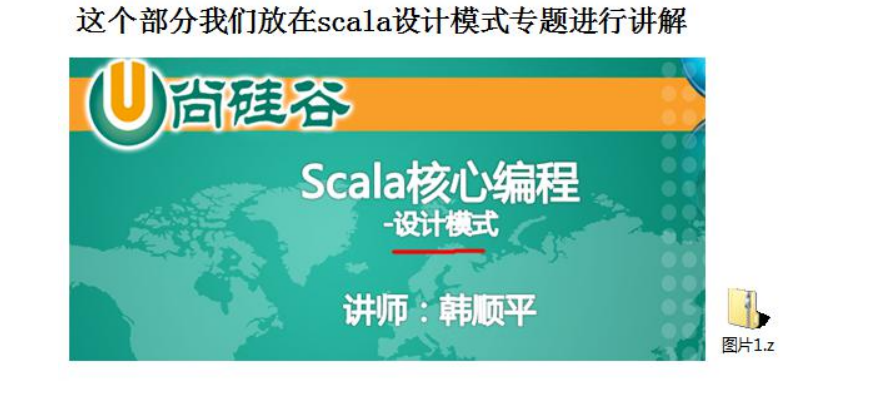 这个部分我们放在scala设计模式专题进行讲解
尚硅谷
Scala核心编程
-设计模式
讲师：韩顺平
图片1.z